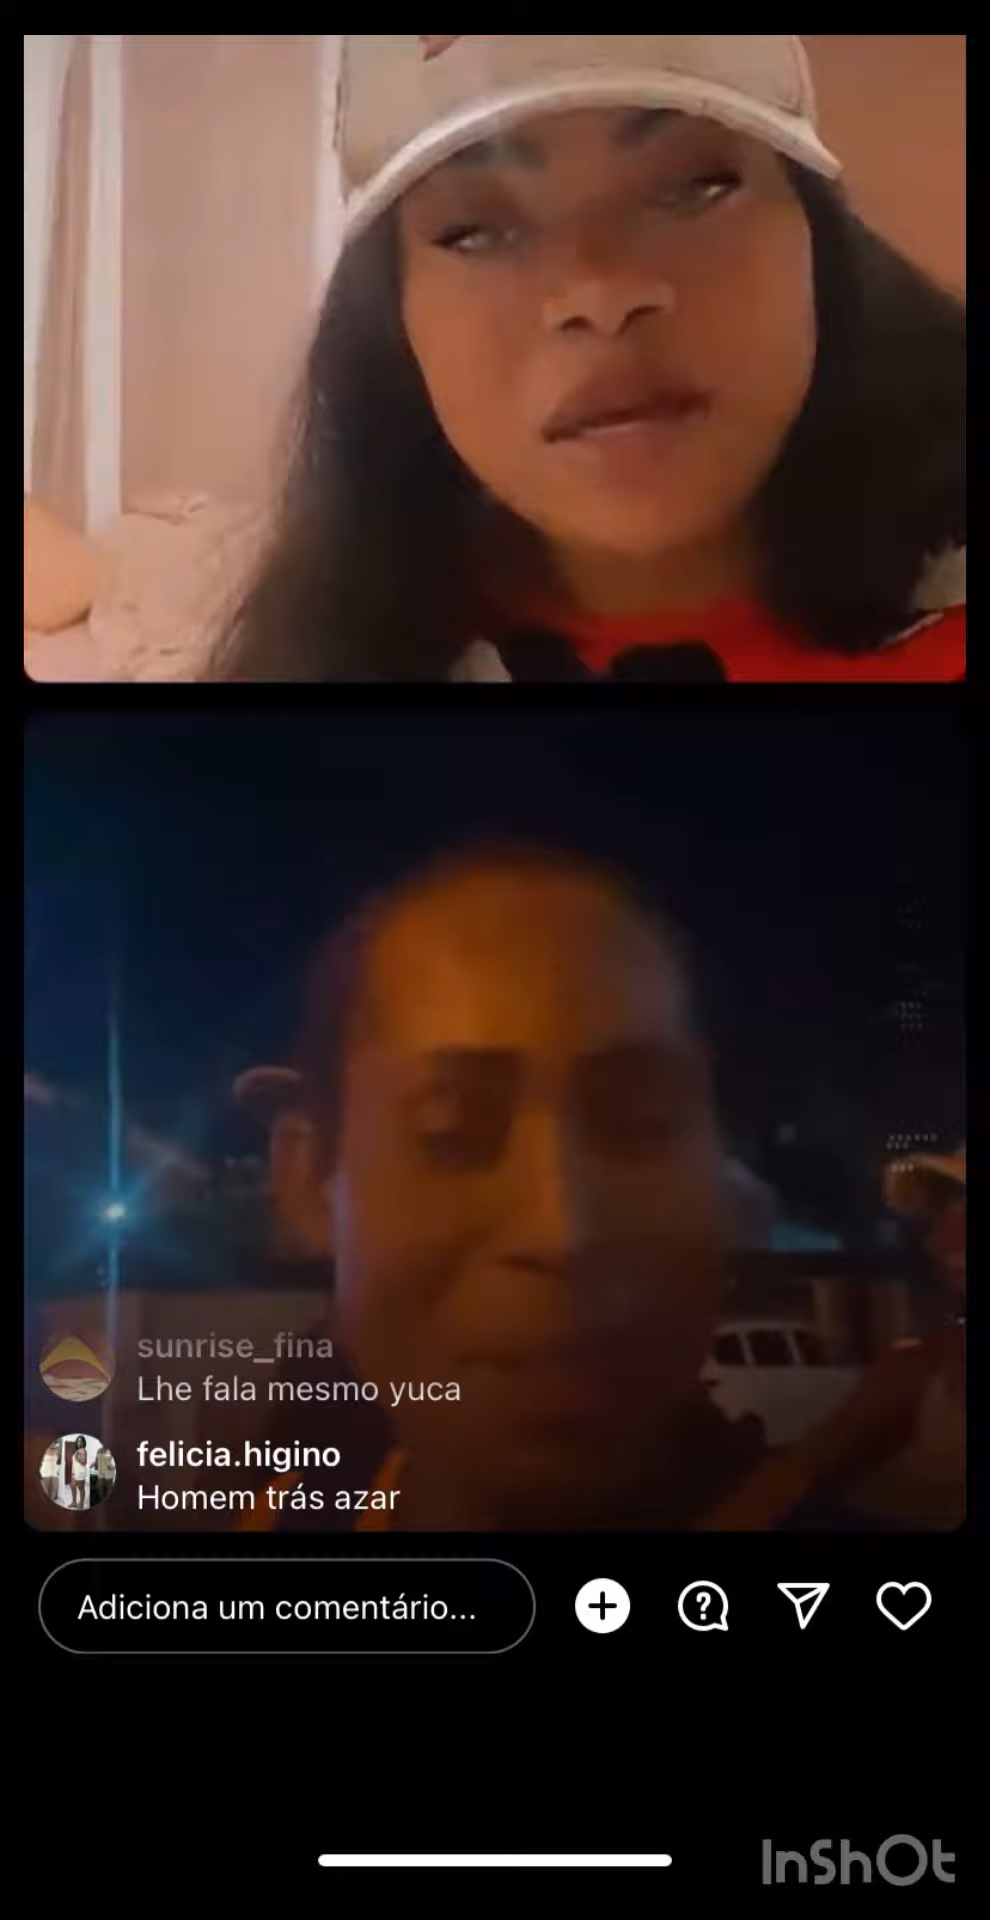 sunrise_fina
Lhe fala mesmo yuca
felicia.higino
Homem trás azar
Adiciona um comentário...
InShOt